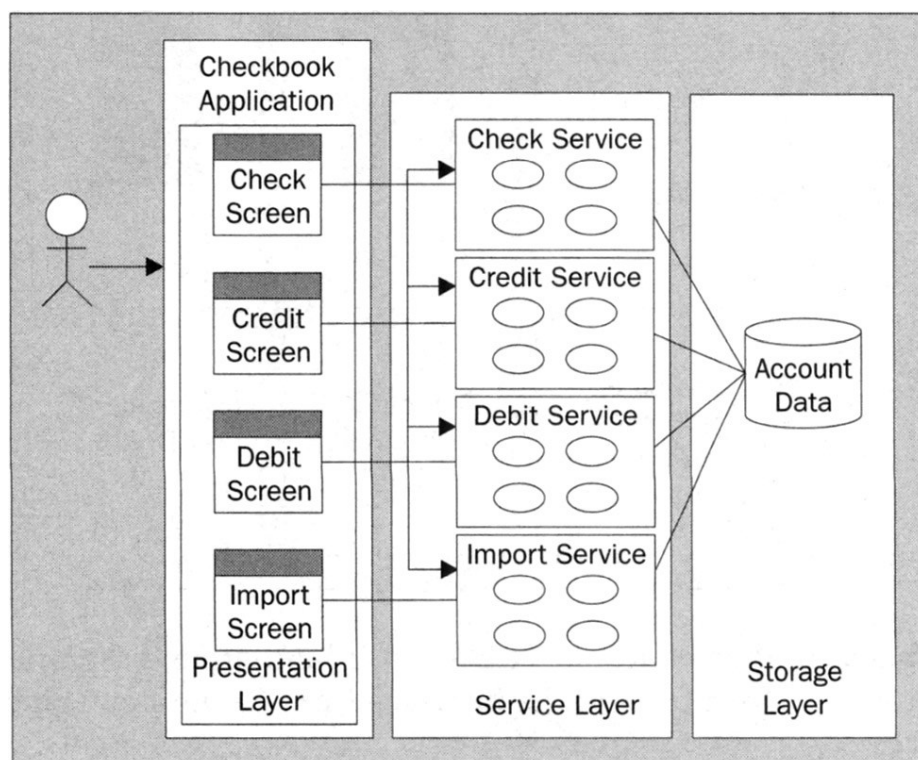 Checkbook
Application
Check
Screen
Credit
Screen
Debit
Screen
Import
Screen
Presentation
Layer
Check Service
Credit Service
Debit Service
Import Service
Service Layer
Account
Data
Storage
Layer